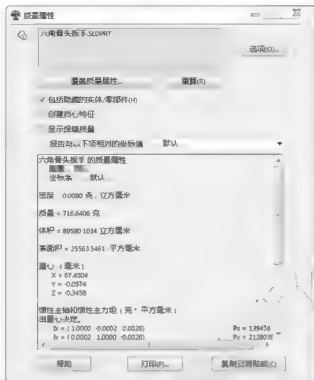 质量属性
六角骨头扳手.SLDPRT
选项(O)...
覆盖质量属性...
重算(R)
包括隐藏的实体/零部件(H)
创建质心特征
显示焊缝质量
报告与以下项相对的坐标值
默认
六角骨头扳手 的质量属性
坐标系 默认
密度 0.0080 克/立方毫米
质量 = 716.6408 克
体积 = 89580.1034 立方毫米
表面积 = 25563.5461 平方毫米
重心 (毫米)
X = 67.4504
Y = -0.0574
Z = -0.3458
惯性主轴和惯性主力矩 (克 * 平方毫米)
由重心决定。
Ix = (1.0000 -0.0002 0.0028) Px = 139438
Iy = (0.0002 1.0000 -0.0028)
帮助
打印(P)...
复制到剪贴板(C)